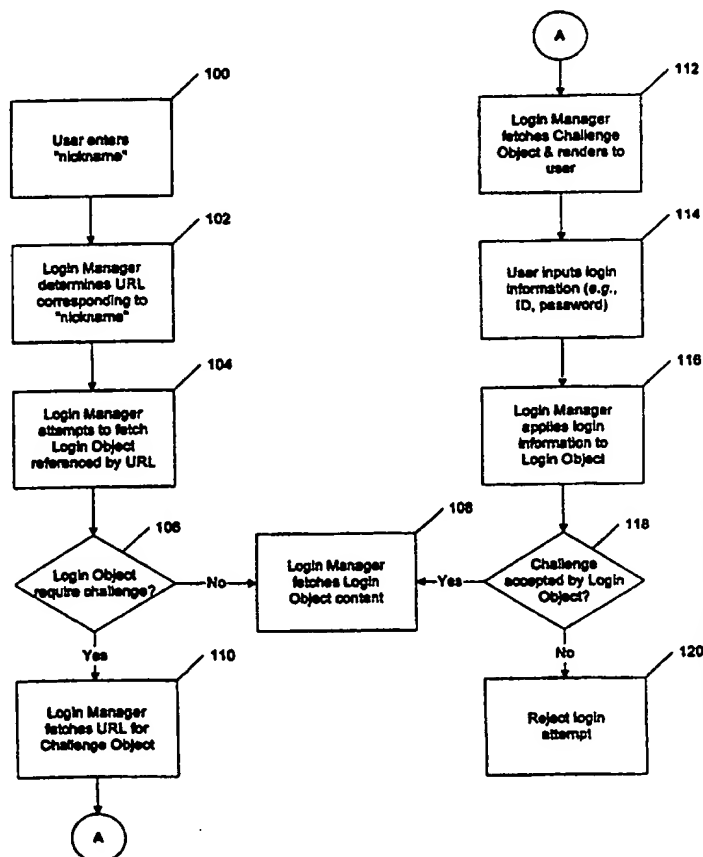 100
User enters
"nickname"
102
Login Manager
determines URL
corresponding to
"nickname"
104
Login Manager
attempts to fetch
Login Object
referenced by URL
106
Login Object
require challenge?
No
Yes
110
Login Manager
fetches URL for
Challenge Object
A
108
Login Manager
fetches Login
Object content
A
112
Login Manager
fetches Challenge
Object & renders to
user
114
User inputs login
information (e.g.,
ID, password)
116
Login Manager
applies login
information to
Login Object
118
Challenge
accepted by Login
Object?
Yes
No
120
Reject login
attempt